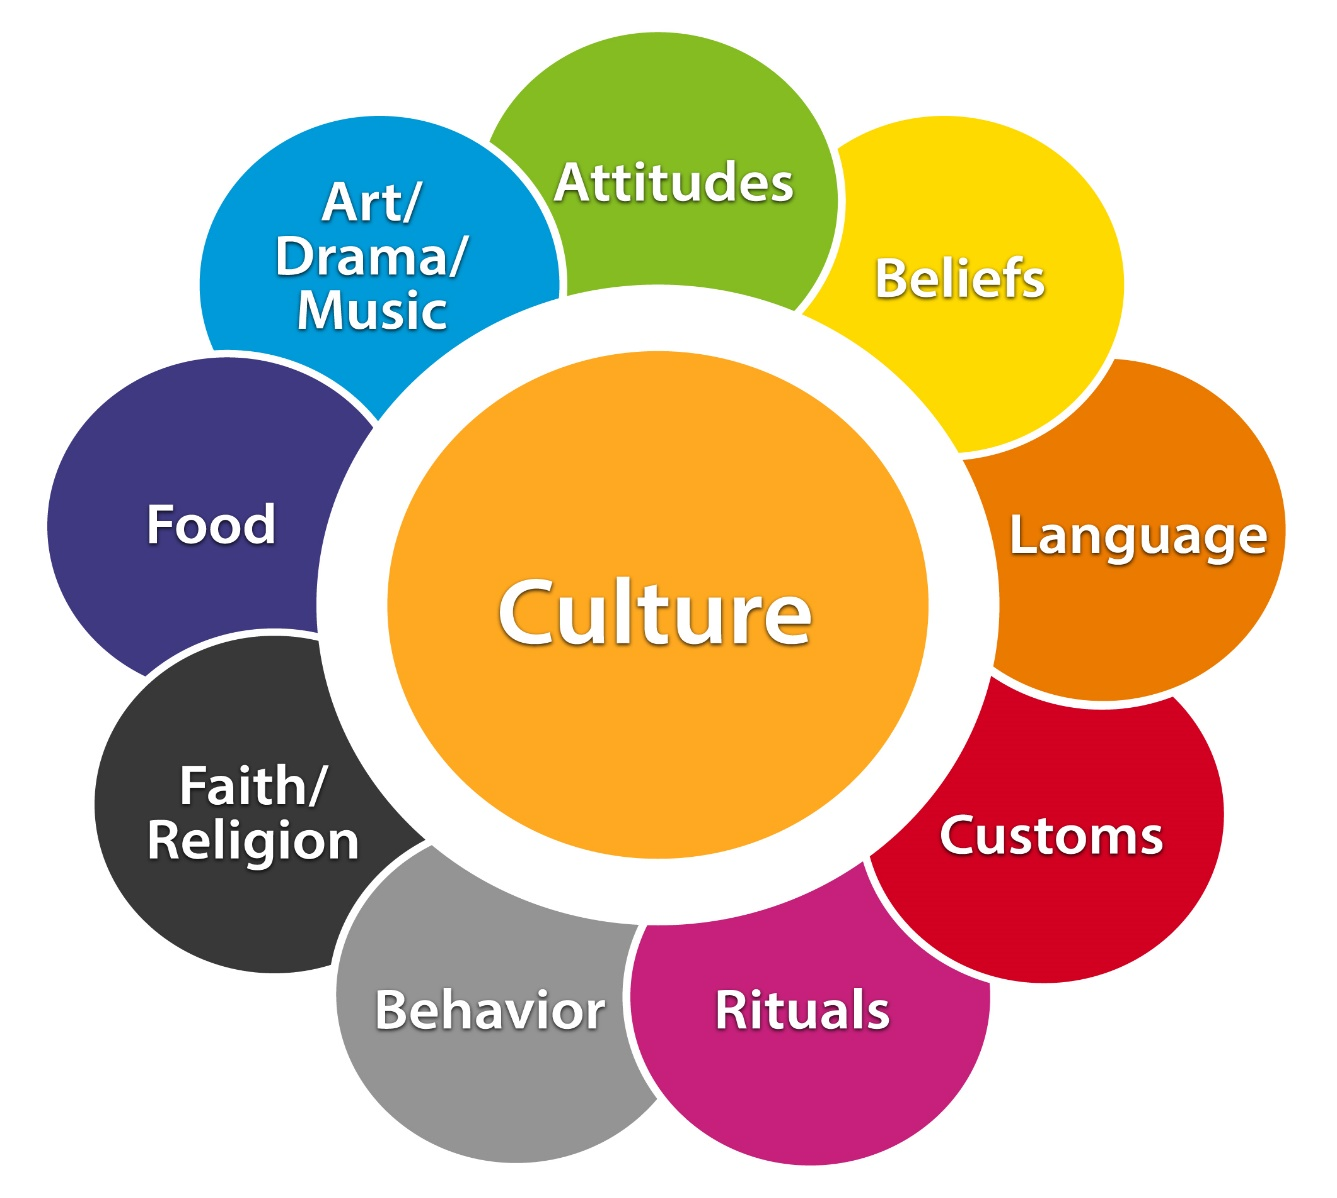 Attitudes
Beliefs
Language
Customs
Rituals
Behavior
Faith/
Religion
Food
Art/
Drama/
Music
Culture